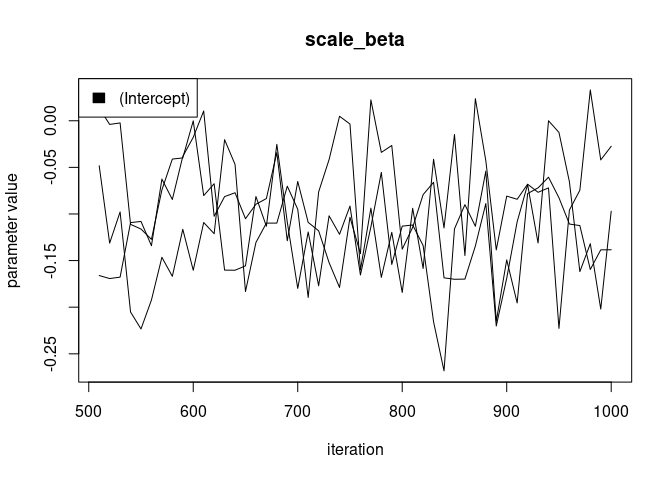 scale_beta
(Intercept)
parameter value
0.00
-0.05
-0.15
-0.25
500
600
700
800
900
1000
iteration